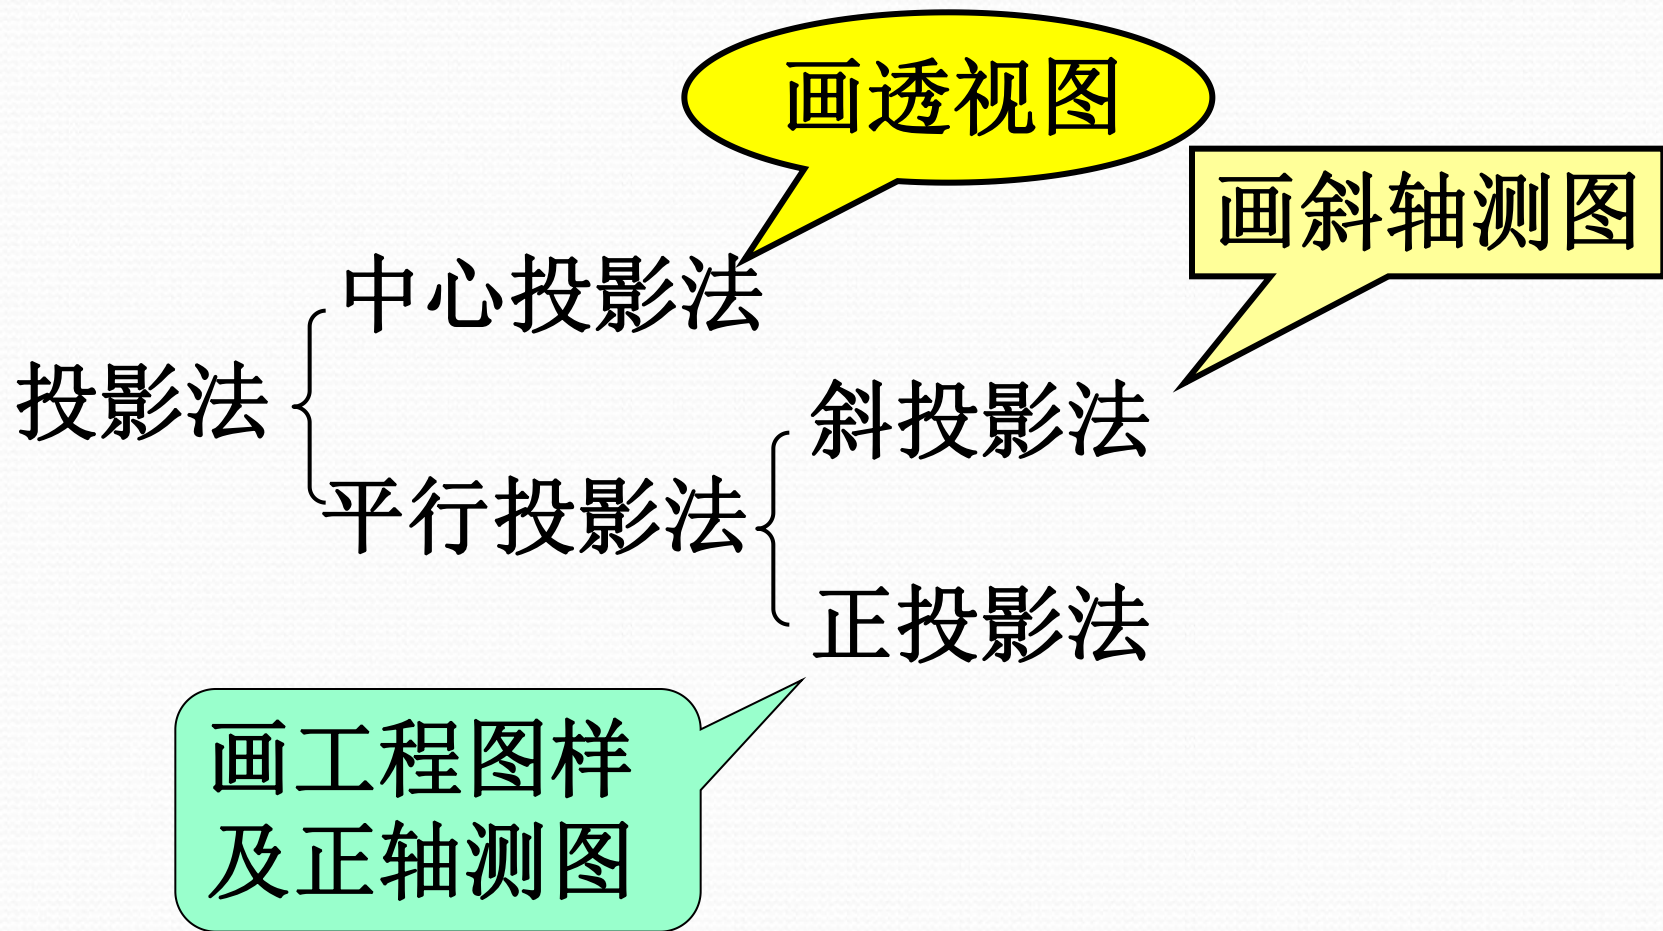 画透视图
画斜轴测图
中心投影法
投影法
斜投影法
平行投影法
正投影法
画工程图样
及正轴测图